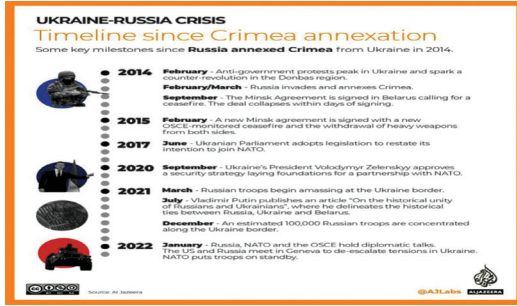 UKRAINE-RUSSIA CRISIS
Timeline since Crimea annexation
Some key milestones since Russia annexed Crimea from Ukraine in 2014.
2014 February - Anti-government protests peak in Ukraine and spark a
counter-revolution in the Donbas region.
February/March - Russia invades and annexes Crimea.
September - The Minsk Agreement is signed in Belarus calling for a
ceasefire. The deal collapses within days of signing.
2015 February - A new Minsk agreement is signed with a new
OSCE-monitored ceasefire and the withdrawal of heavy weapons
from both sides.
2017 June - Ukranian Parliament adopts legislation to restate its
intention to join NATO.
2020 September - Ukraine's President Volodymyr Zelenskyy approves
a security strategy laying foundations for a partnership with NATO.
2021 March - Russian troops begin amassing at the Ukraine border.
July - Vladimir Putin publishes an article "On the historical unity
of Russians and Ukrainians", where he delineates the historical
ties between Russia, Ukraine and Belarus.
December - An estimated 100,000 Russian troops are concentrated
along the Ukraine border.
2022 January - Russia, NATO and the OSCE hold diplomatic talks.
The US and Russia meet in Geneva to de-escalate tensions in Ukraine.
NATO puts troops on standby.
Source: Al Jazeera
@AJLabs
ALJAZEERA